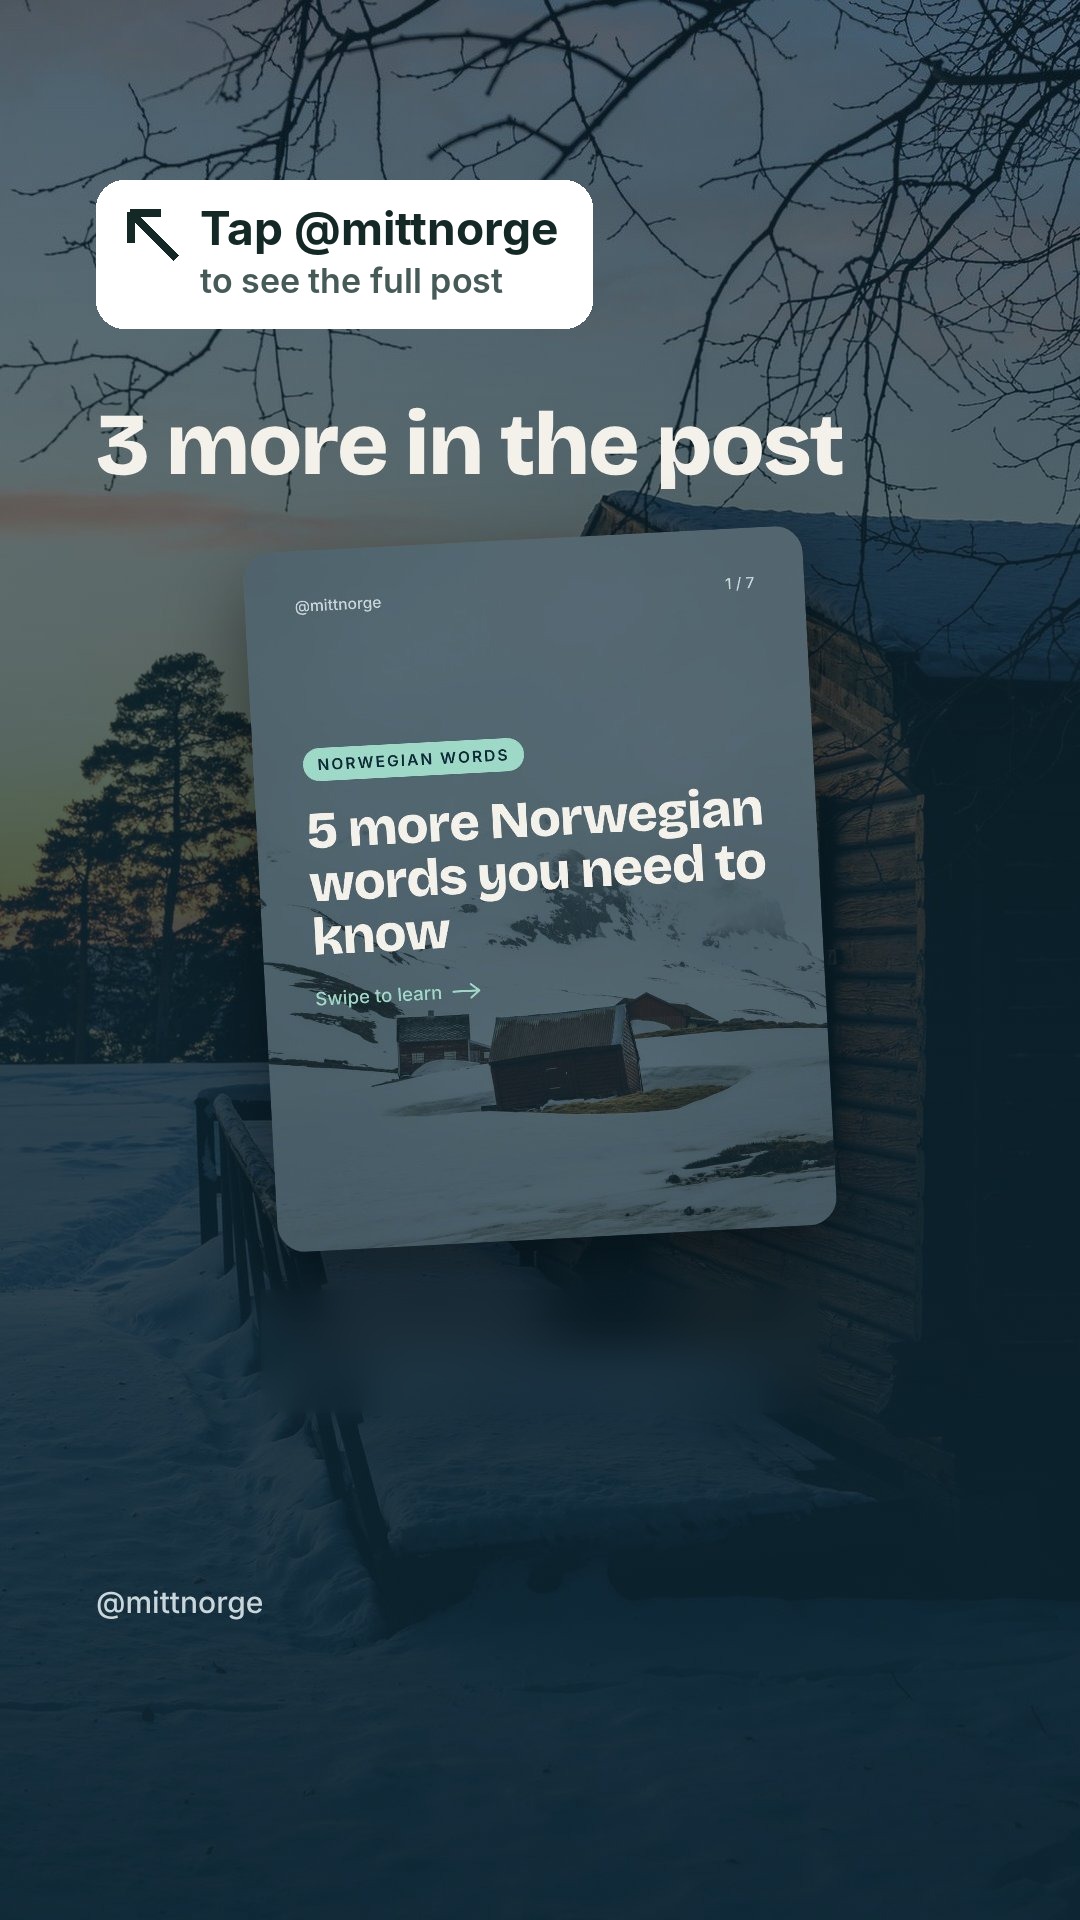 Tap @mittnorge
to see the full post
3 more in the post
@mittnorge
1 / 7
NORWEGIAN WORDS
5 more Norwegian
words you need to
know
Swipe to learn →
@mittnorge